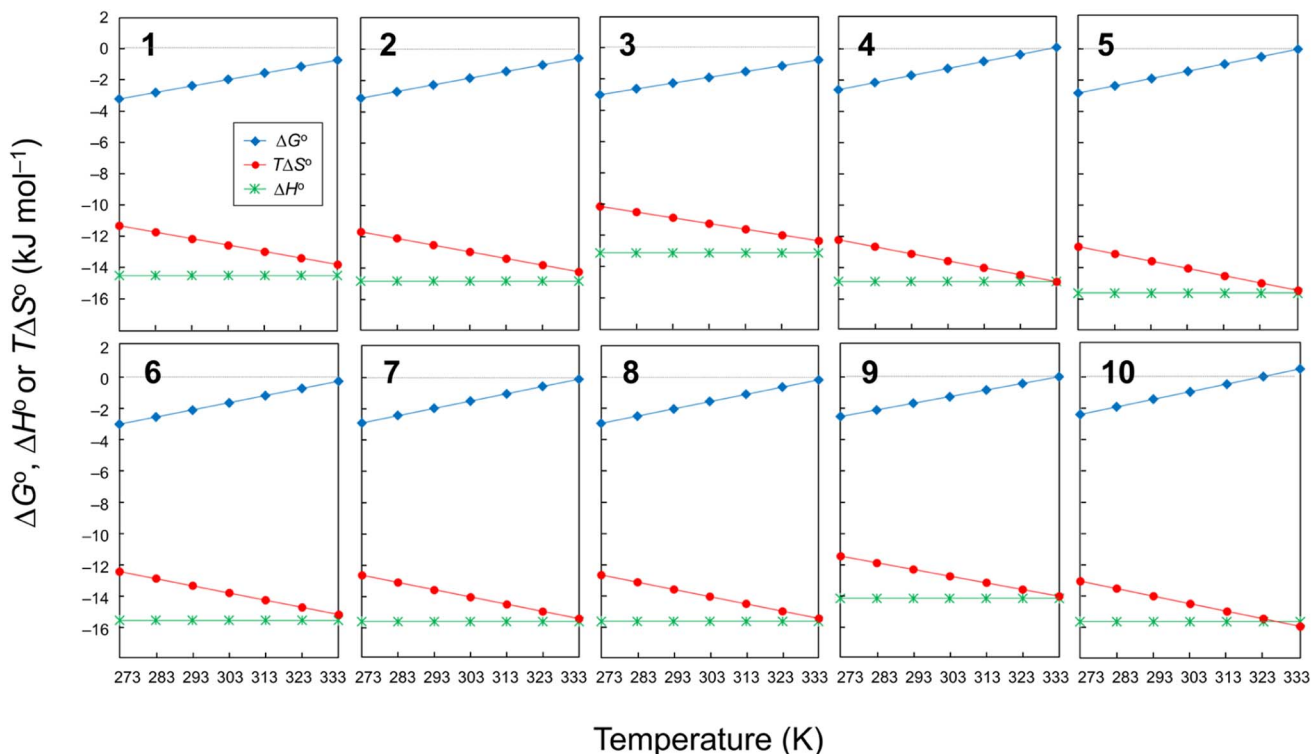 1 2 3 4 5
2
0
–2
–4
–6
–8
–10
–12
–14
–16
ΔGº
TΔSº
ΔHº
6 7 8 9 10
2
0
–2
–4
–6
–8
–10
–12
–14
–16
273 283 293 303 313 323 333
273 283 293 303 313 323 333
273 283 293 303 313 323 333
273 283 293 303 313 323 333
273 283 293 303 313 323 333
ΔGº, ΔHº or TΔSº (kJ mol⁻¹)
Temperature (K)